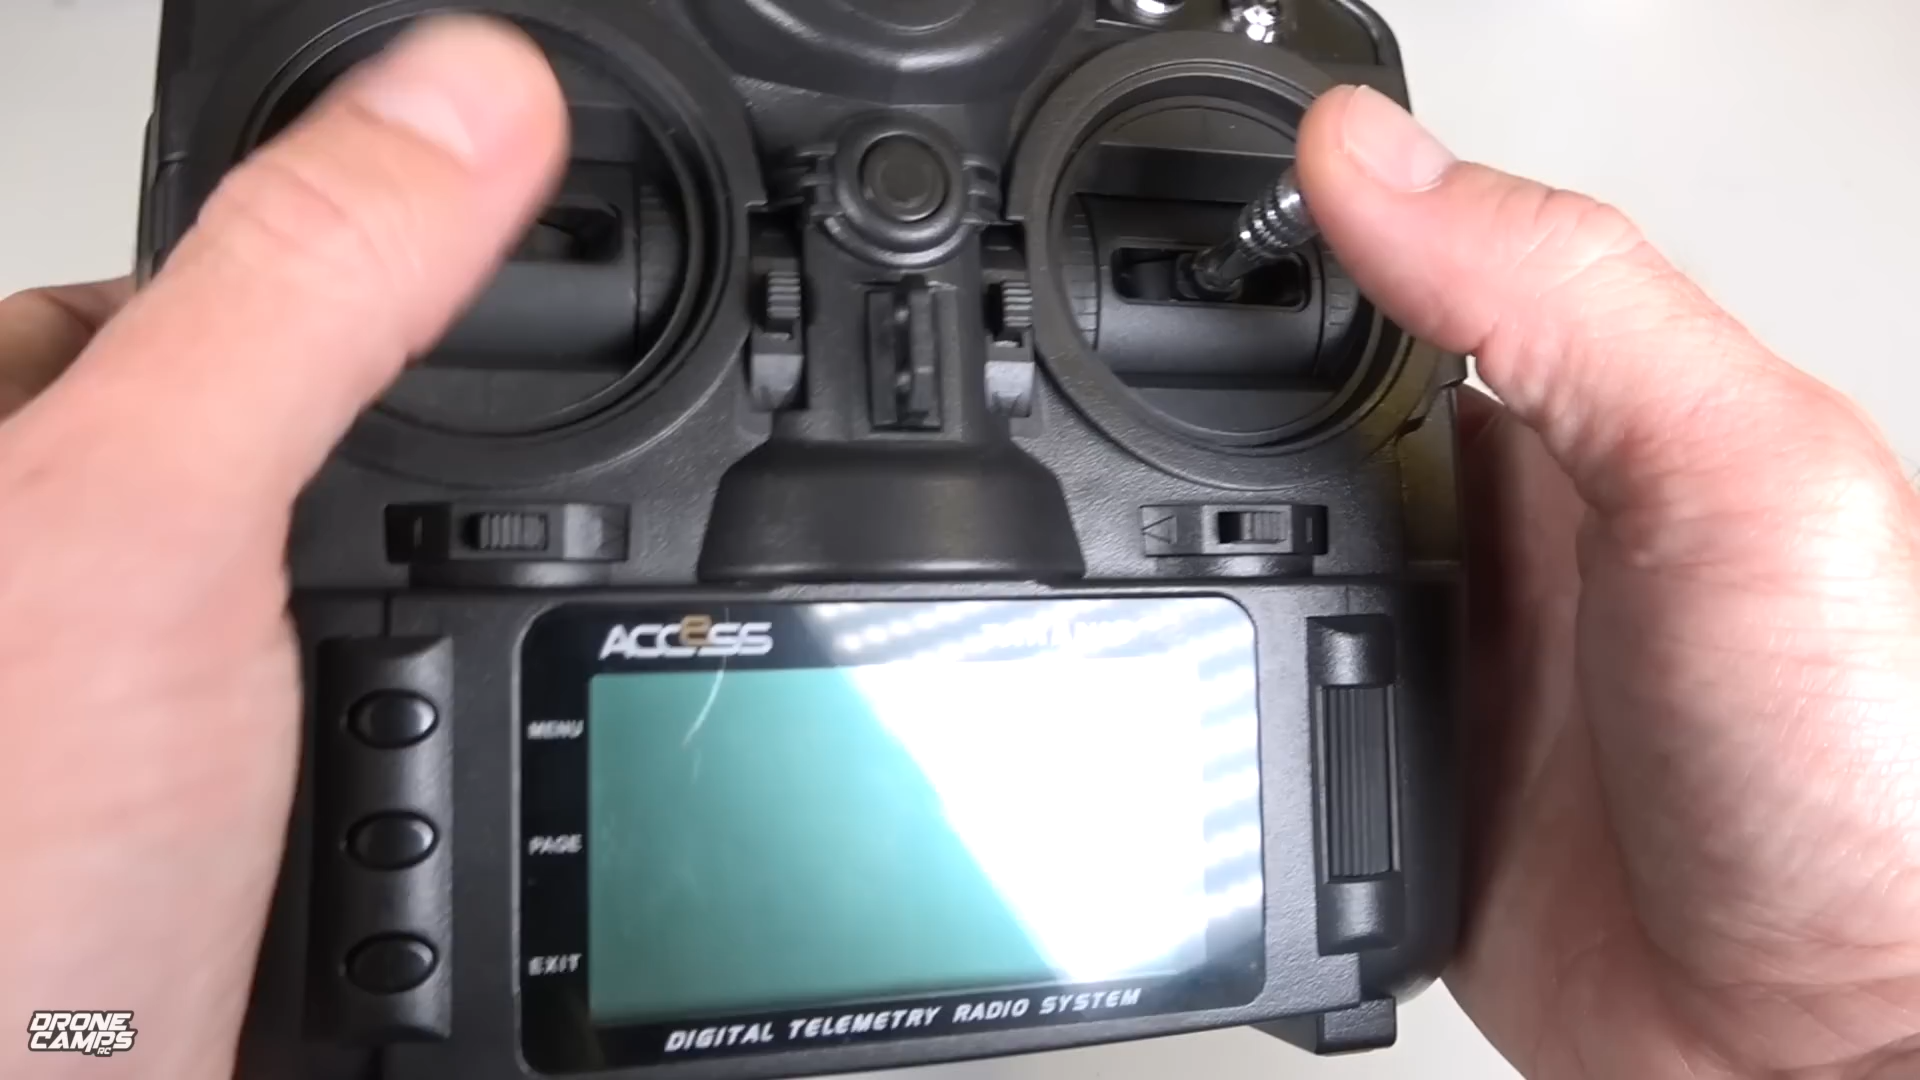 ACCESS
MENU
PAGE
EXIT
DIGITAL TELEMETRY RADIO SYSTEM
DRONE
CAMPS
RC